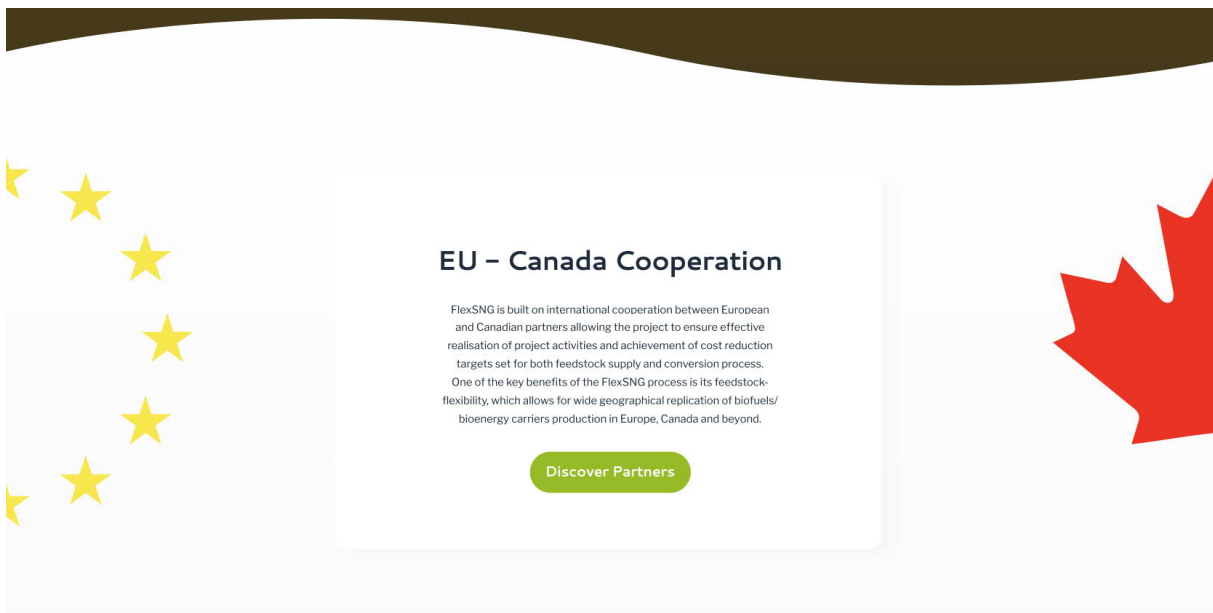 EU – Canada Cooperation
FlexSNG is built on international cooperation between European
and Canadian partners allowing the project to ensure effective
realisation of project activities and achievement of cost reduction
targets set for both feedstock supply and conversion process.
One of the key benefits of the FlexSNG process is its feedstock-
flexibility, which allows for wide geographical replication of biofuels/
bioenergy carriers production in Europe, Canada and beyond.
Discover Partners